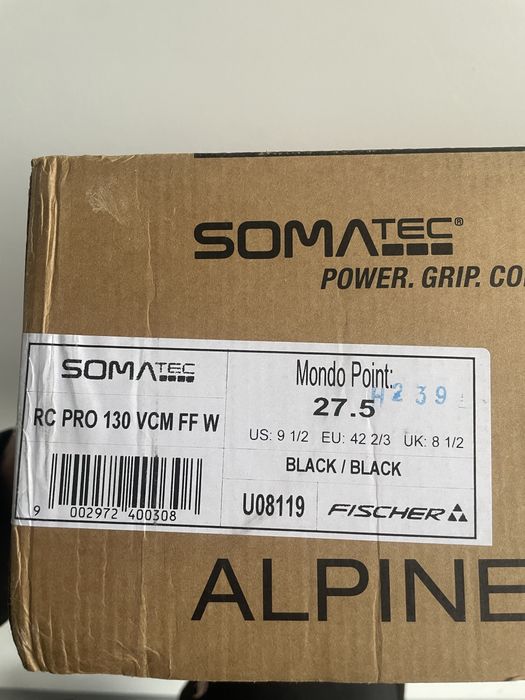 SOMATEC®
POWER. GRIP.
SOMATEC
RC PRO 130 VCM FF W
9 002972 400308
Mondo Point:
27.5
H239
US: 9 1/2 EU: 42 2/3 UK: 8 1/2
BLACK / BLACK
U08119
FISCHER
ALPINE